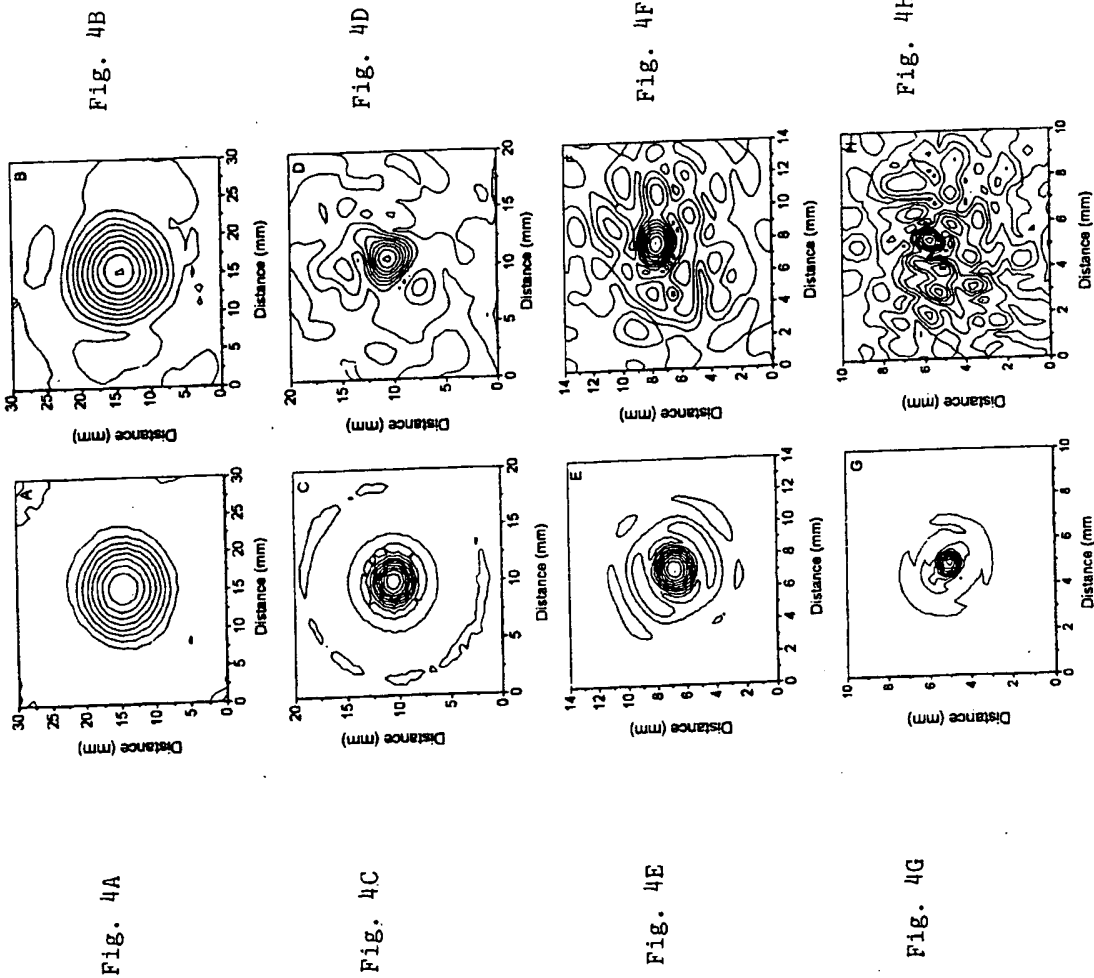 Fig. 4A
Fig. 4B
A
30
25
20
15
10
5
0
Distance (mm)
0 5 10 15 20 25 30
Distance (mm)
B
30
25
20
15
10
5
0
Distance (mm)
0 5 10 15 20 25 30
Distance (mm)
Fig. 4C
Fig. 4D
C
20
15
10
5
0
Distance (mm)
0 5 10 15 20
Distance (mm)
D
20
15
10
5
0
Distance (mm)
0 5 10 15 20
Distance (mm)
Fig. 4E
Fig. 4F
E
14
12
10
8
6
4
2
0
Distance (mm)
0 2 4 6 8 10 12 14
Distance (mm)
F
14
12
10
8
6
4
2
0
Distance (mm)
0 2 4 6 8 10 12 14
Distance (mm)
Fig. 4G
Fig. 4H
G
10
8
6
4
2
0
Distance (mm)
0 2 4 6 8 10
Distance (mm)
H
10
8
6
4
2
0
Distance (mm)
0 2 4 6 8 10
Distance (mm)